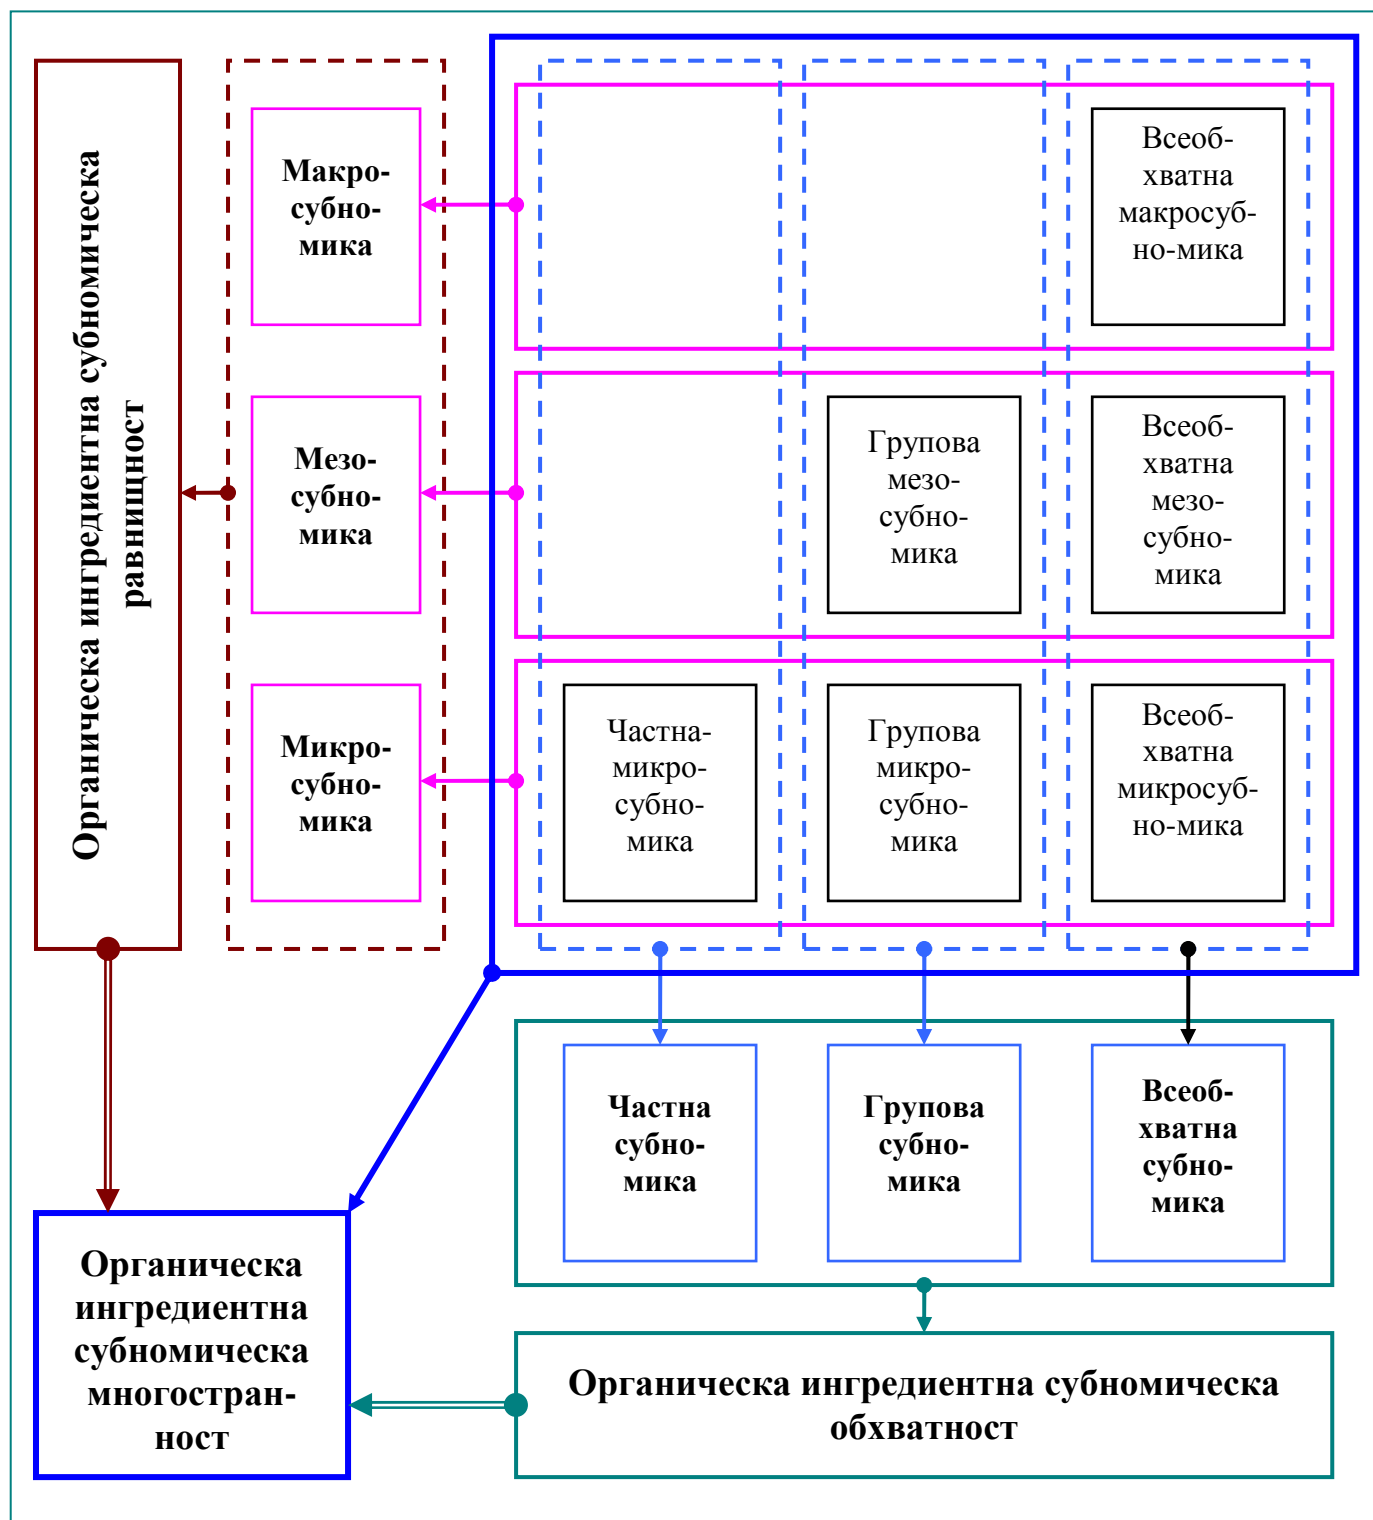 Органическа ингредиентна субномическа
равнищност
Макро-
субно-
мика
Всеоб-
хватна
макросуб-
но-мика
Мезо-
субно-
мика
Групова
мезо-
субно-
мика
Всеоб-
хватна
мезо-
субно-
мика
Микро-
субно-
мика
Частна-
микро-
субно-
мика
Групова
микро-
субно-
мика
Всеоб-
хватна
микросуб-
но-мика
Частна
субно-
мика
Групова
субно-
мика
Всеоб-
хватна
субно-
мика
Органическа
ингредиентна
субномическа
многостран-
ност
Органическа ингредиентна субномическа
обхватност